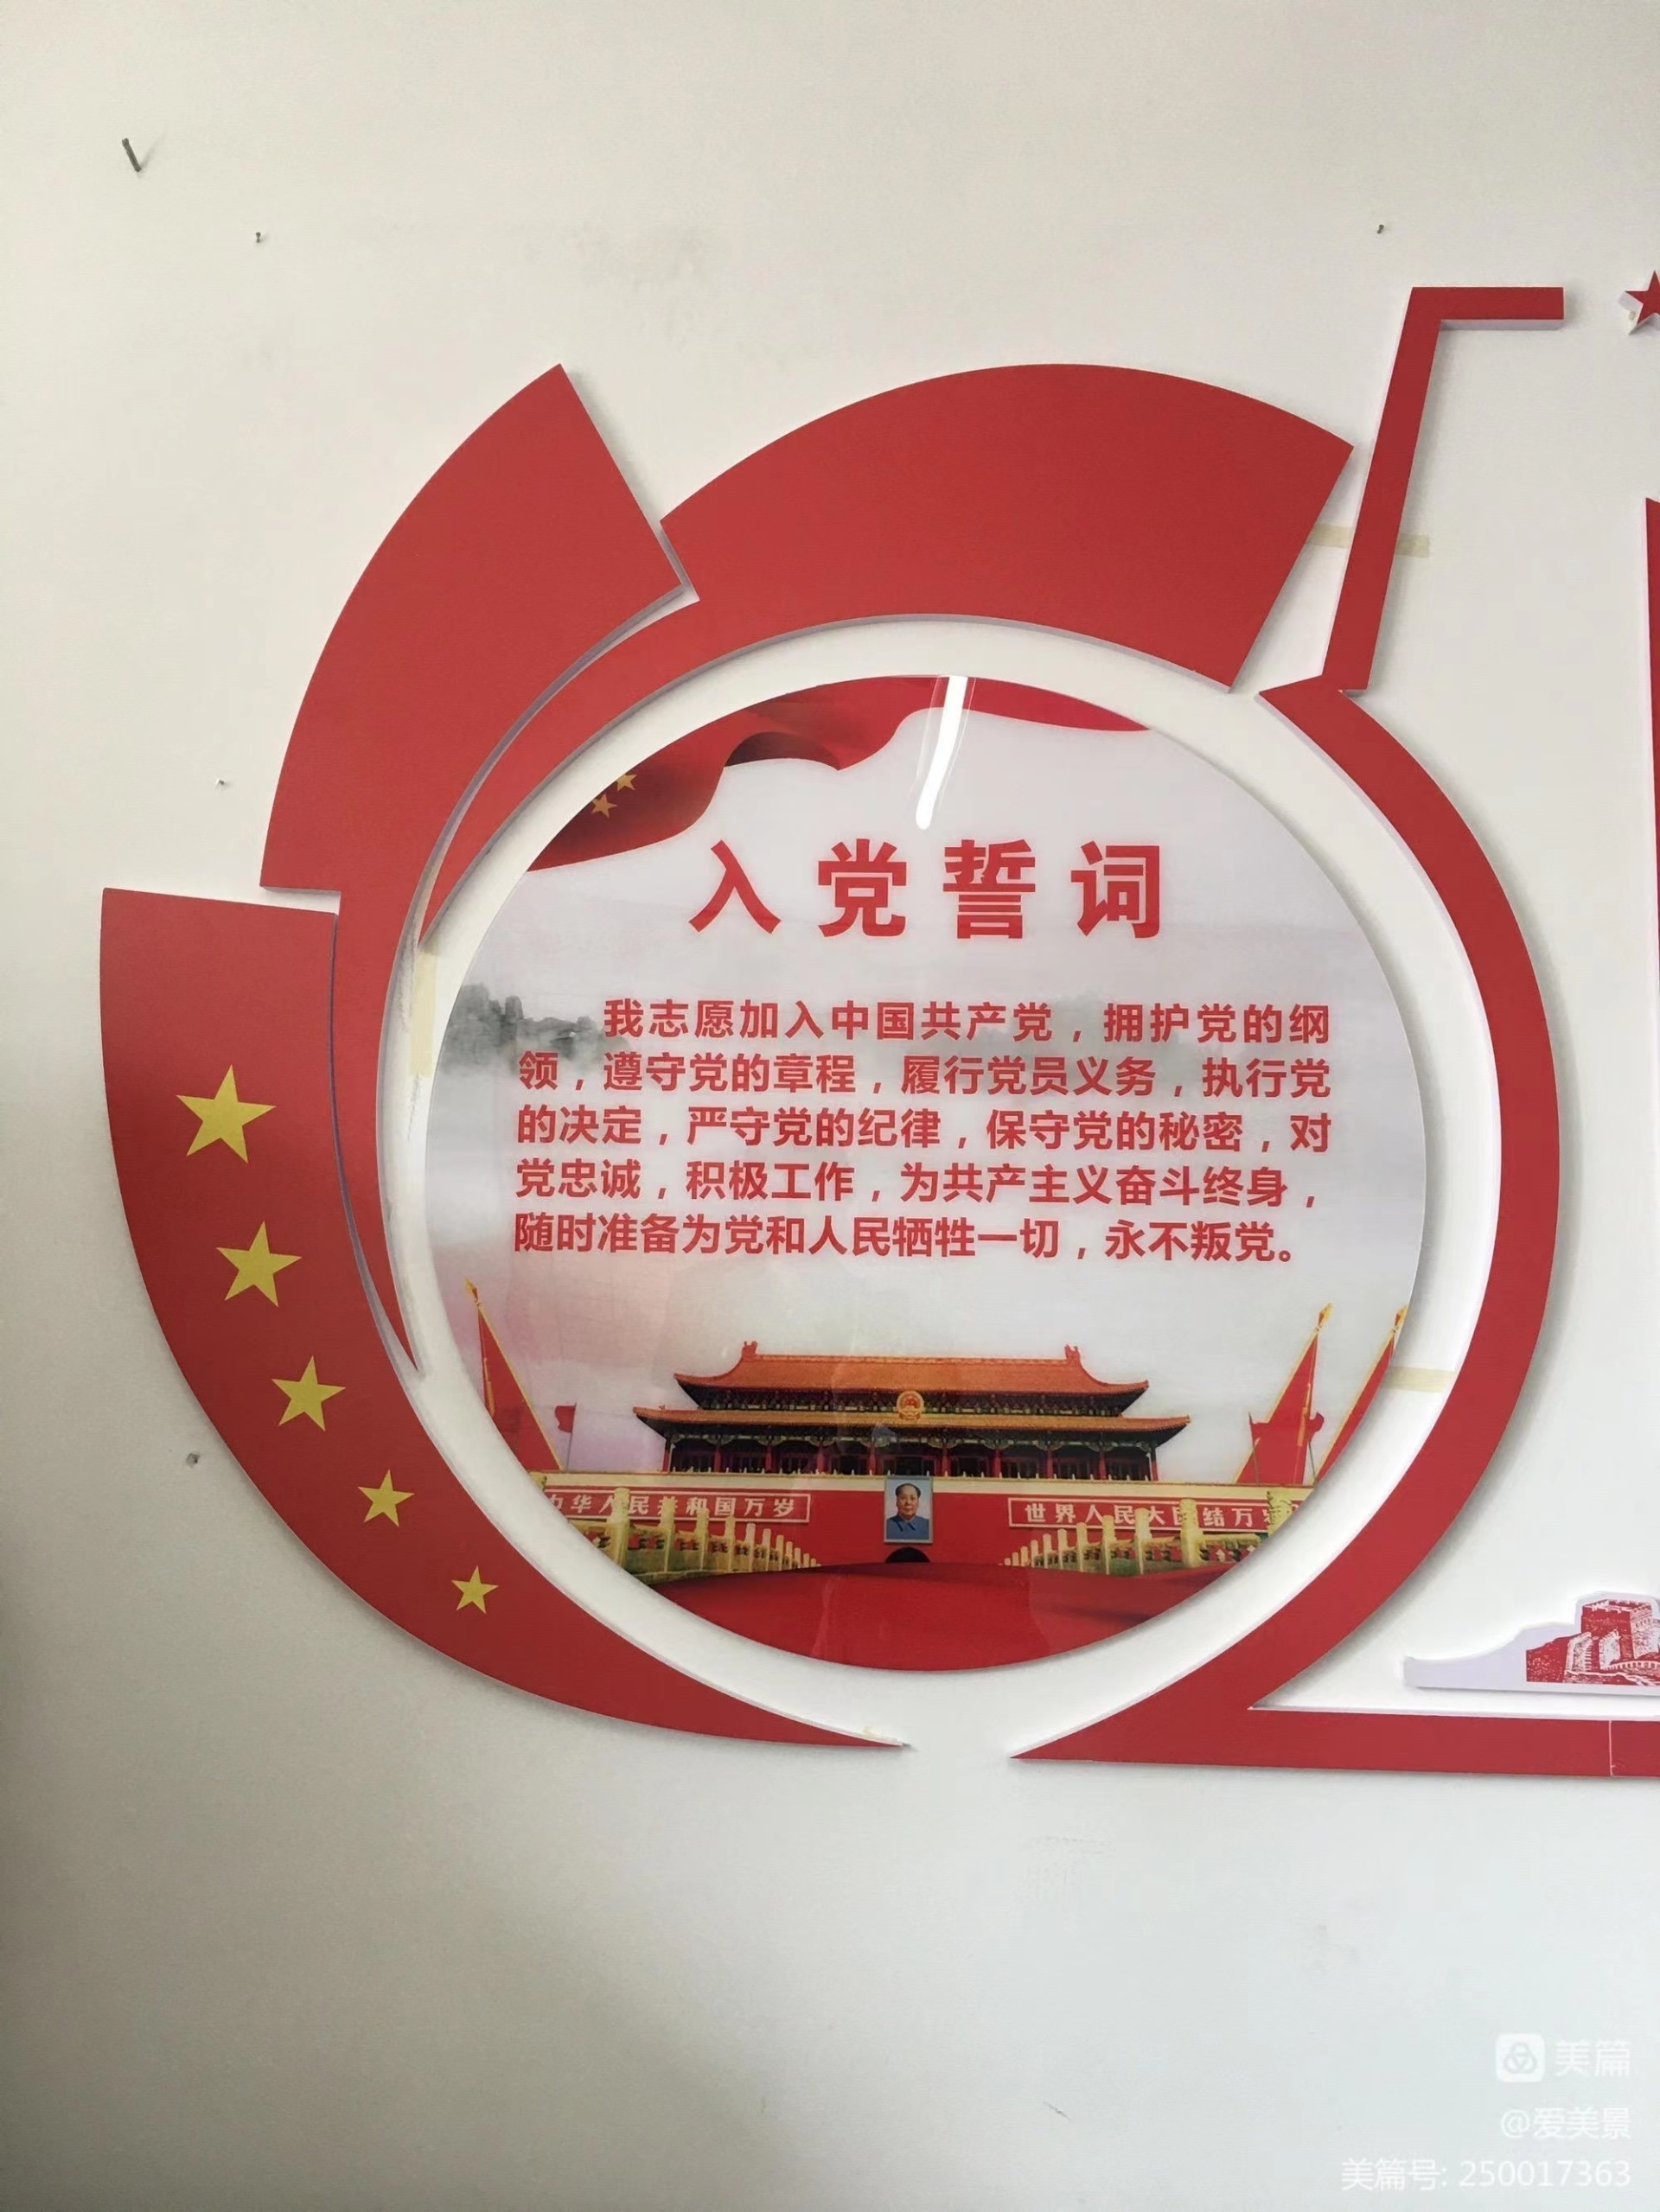 入党誓词
我志愿加入中国共产党，拥护党的纲
领，遵守党的章程，履行党员义务，执行党
的决定，严守党的纪律，保守党的秘密，对
党忠诚，积极工作，为共产主义奋斗终身，
随时准备为党和人民牺牲一切，永不叛党。
中华人民共和国万岁
世界人民大团结万岁
美篇
@爱美景
美篇号: 250017363